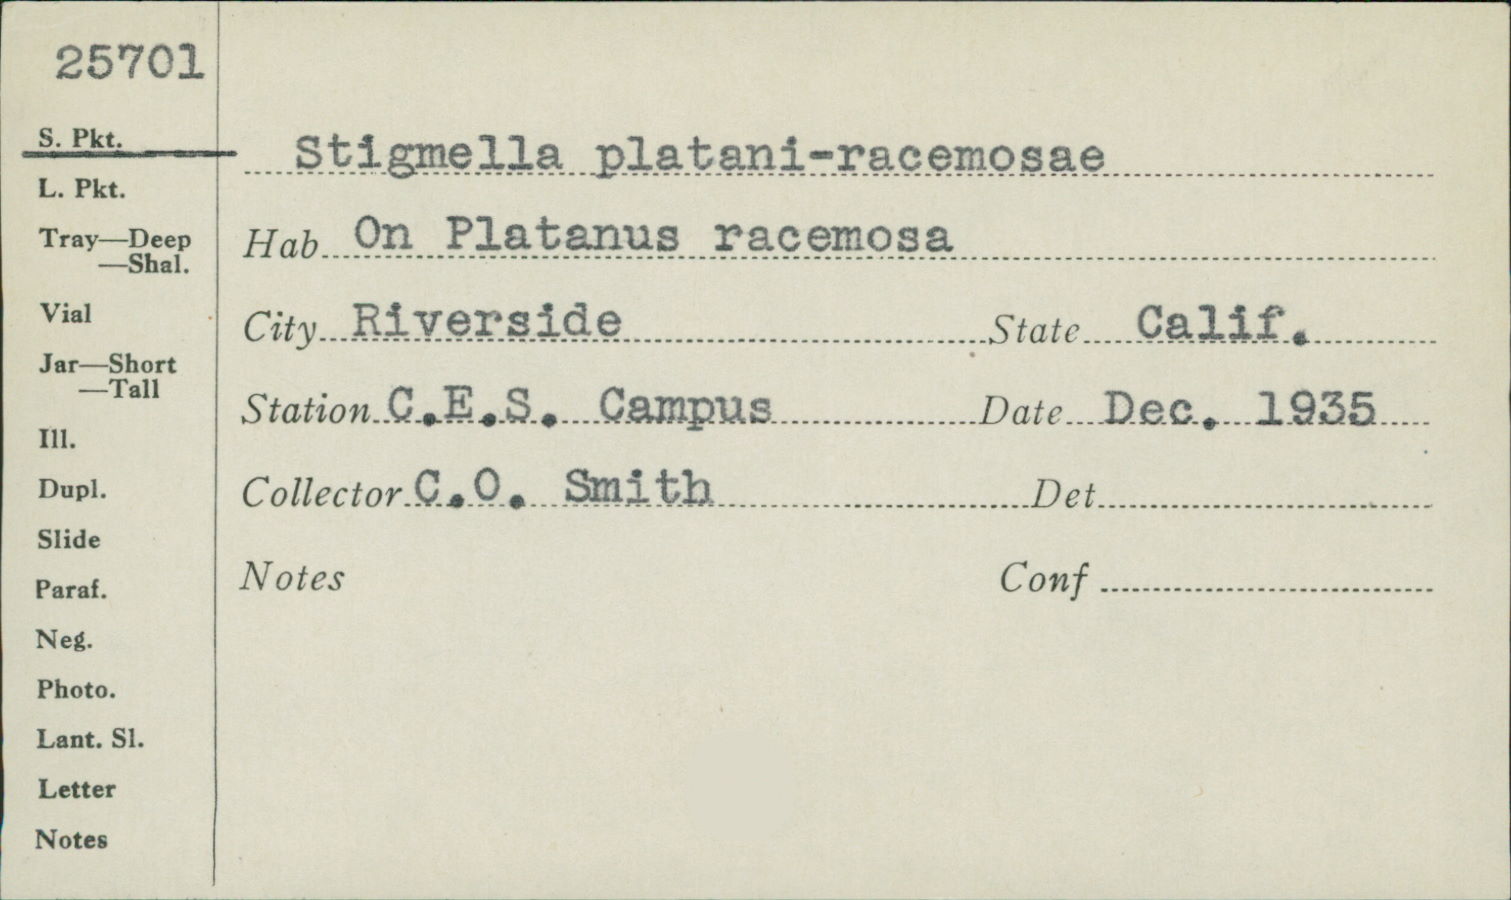 25701
S. Pkt.
L. Pkt.
Tray—Deep
—Shal.
Vial
Jar—Short
—Tall
Ill.
Dupl.
Slide
Paraf.
Neg.
Photo.
Lant. Sl.
Letter
Notes
Stigmella platani-racemosae
Hab On Platanus racemosa
City Riverside State Calif.
Station C.E.S. Campus Date Dec. 1935
Collector C.O. Smith Det
Notes Conf